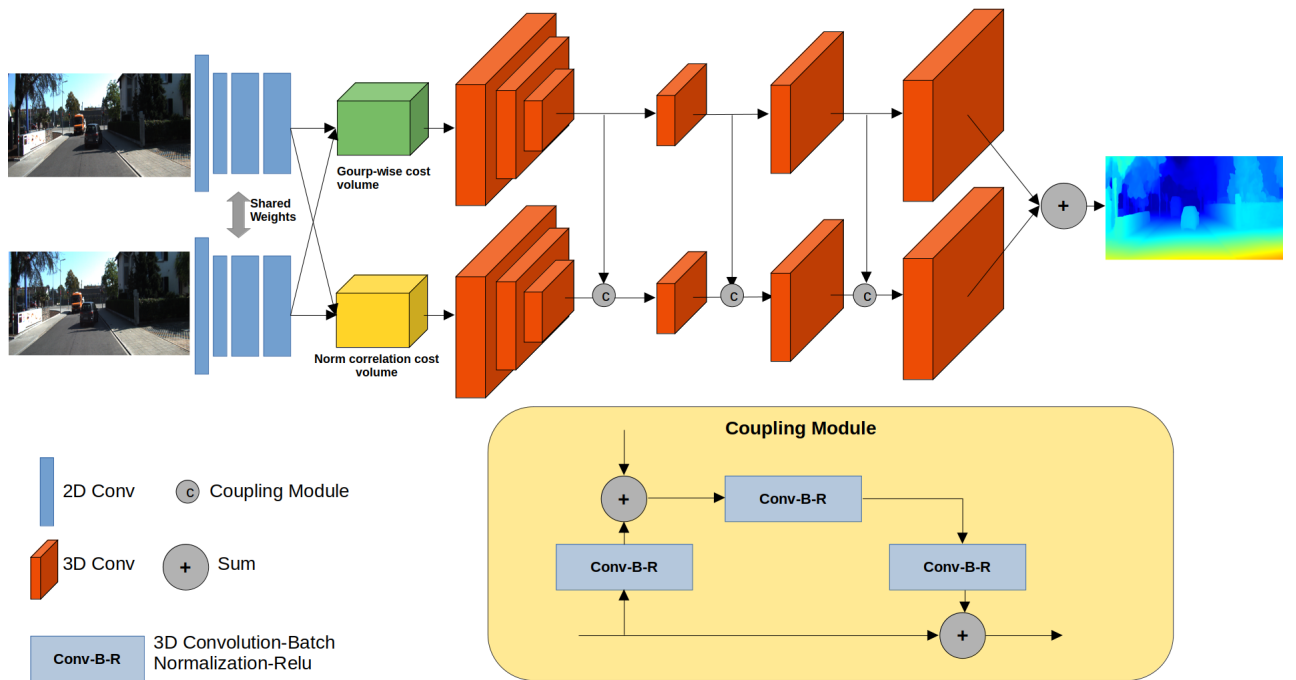 Shared
Weights
Gourp-wise cost
volume
Norm correlation cost
volume
+
C
C
C
2D Conv
C
Coupling Module
3D Conv
+
Sum
Conv-B-R
3D Convolution-Batch
Normalization-Relu
Coupling Module
+
Conv-B-R
Conv-B-R
Conv-B-R
+